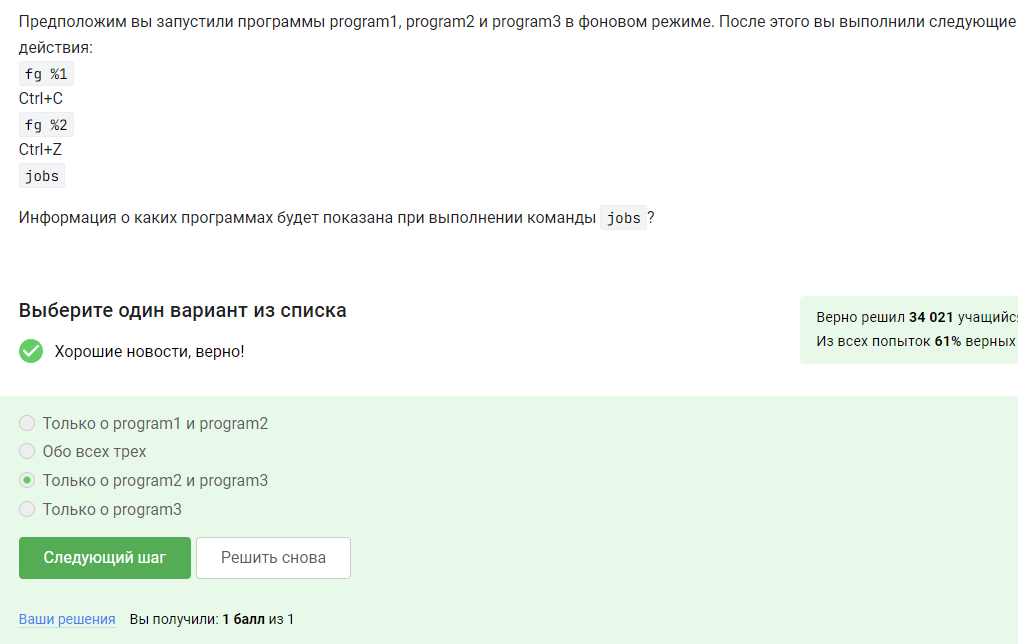 Предположим вы запустили программы program1, program2 и program3 в фоновом режиме. После этого вы выполнили следующие
действия:
fg %1
Ctrl+C
fg %2
Ctrl+Z
jobs
Информация о каких программах будет показана при выполнении команды jobs?
Выберите один вариант из списка
Хорошие новости, верно!
Верно решил 34 021 учащийс
Из всех попыток 61% верных
Только о program1 и program2
Обо всех трех
Только о program2 и program3
Только о program3
Следующий шаг
Решить снова
Ваши решения Вы получили: 1 балл из 1